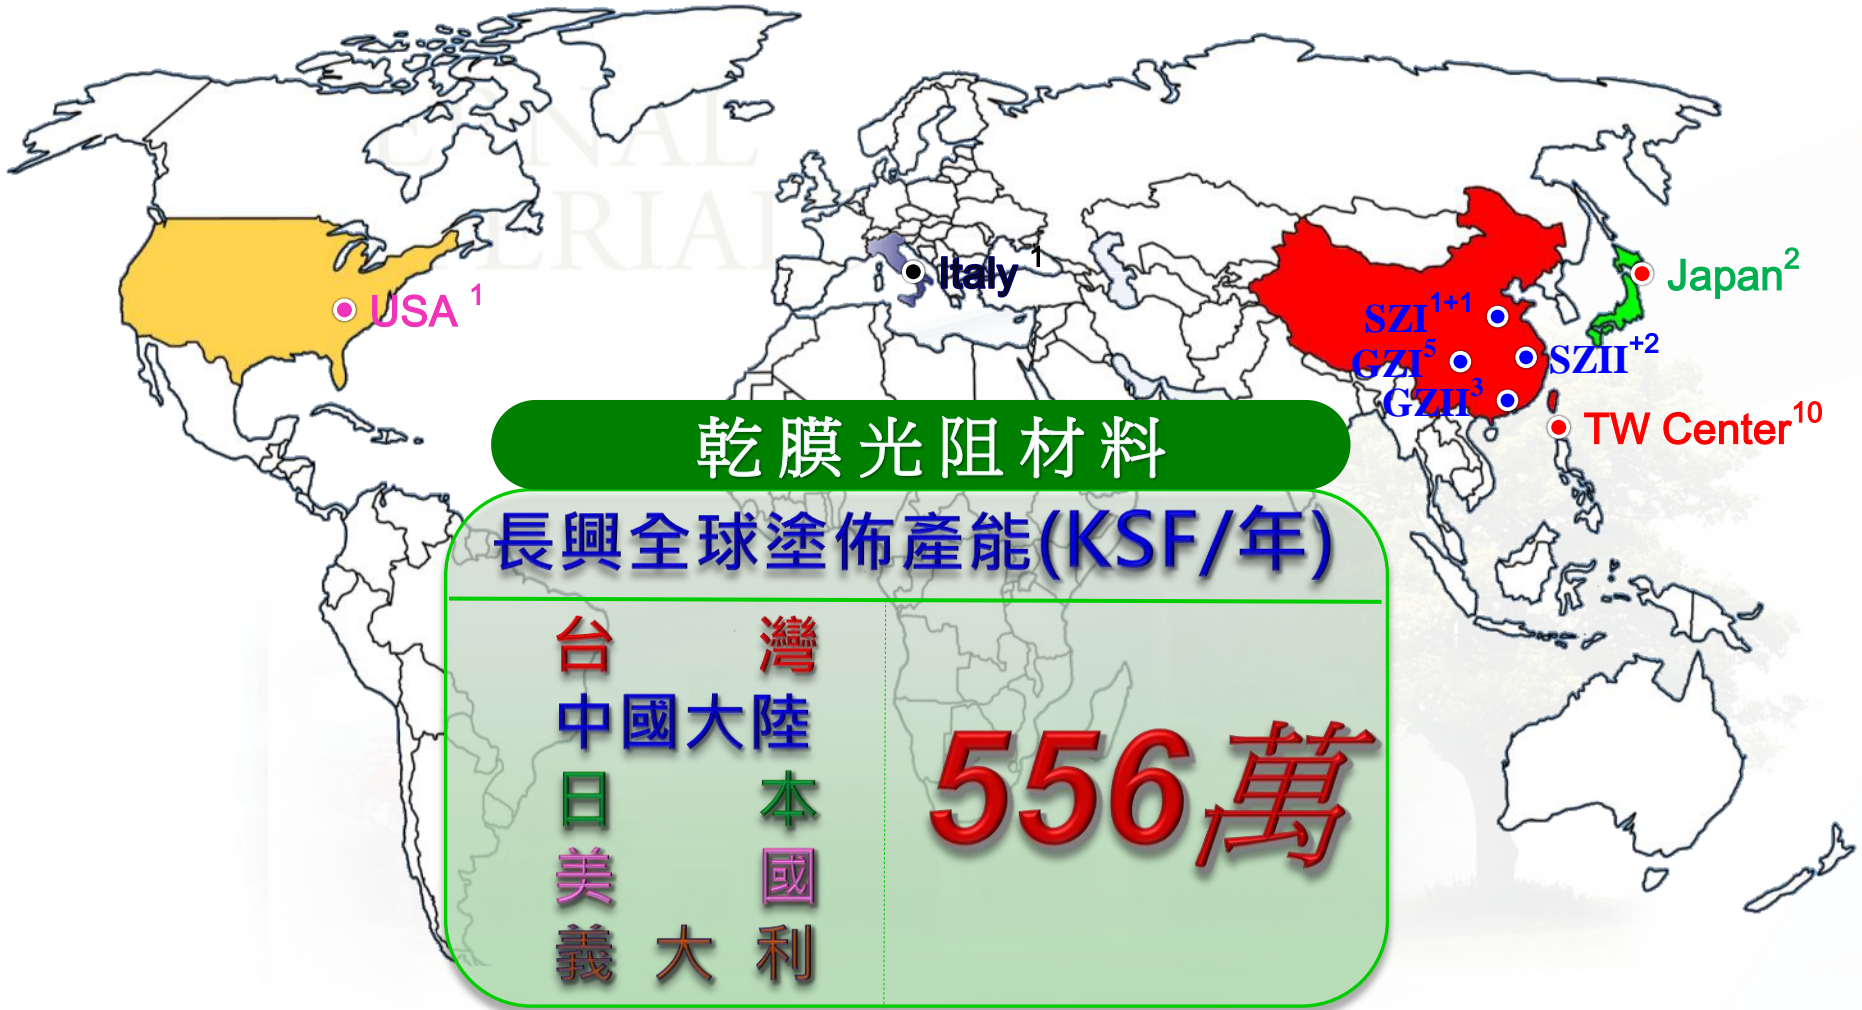 ERNAL
TERIAL
USA 1
Italy 1
Japan2
SZI1+1
GZI5
SZII+2
GZII3
TW Center10
乾膜光阻材料
長興全球塗佈產能(KSF/年)
台灣
中國大陸
日本
美國
義大利
556萬